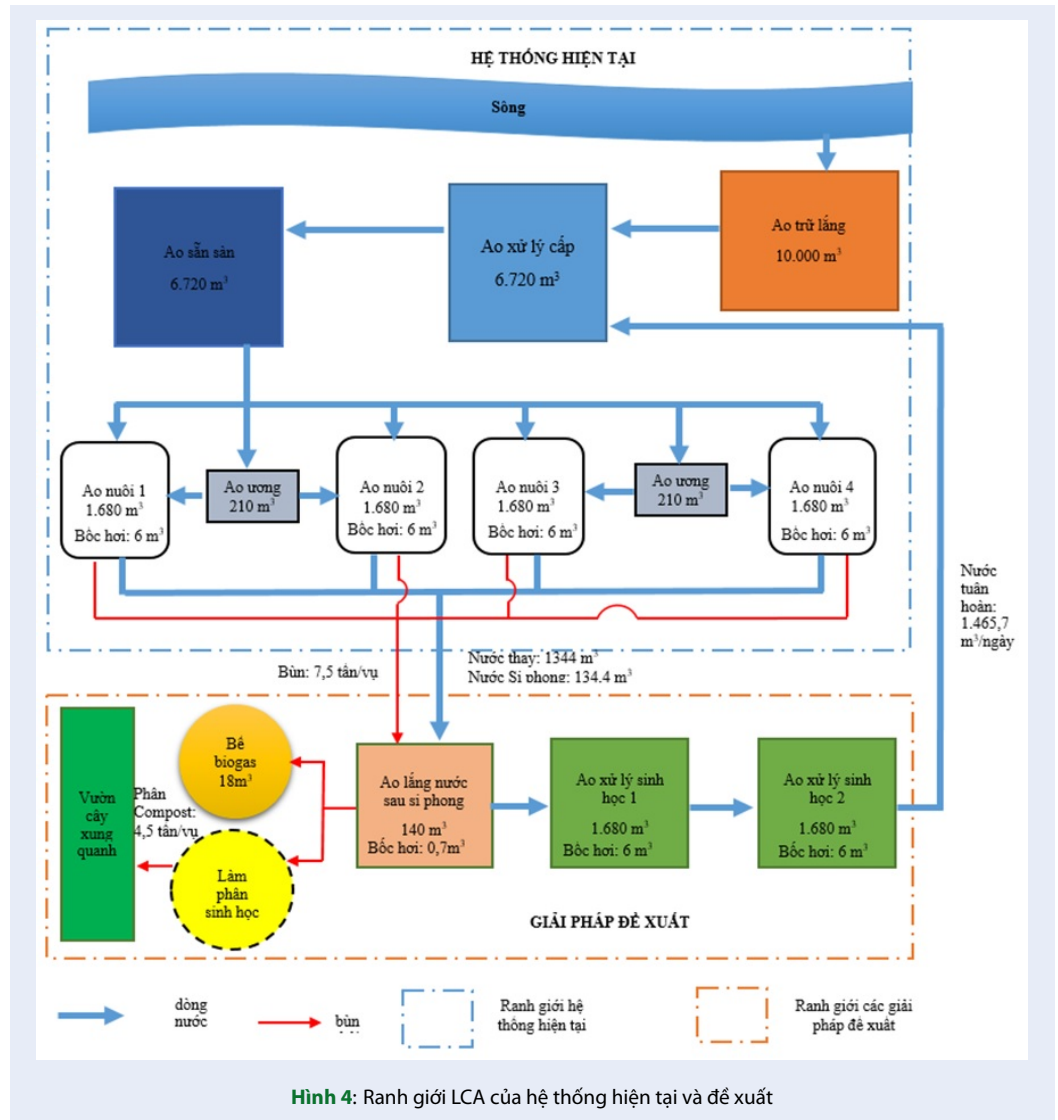 HỆ THỐNG HIỆN TẠI
Sông
Ao sẵn sàn
6.720 m³
Ao xử lý cấp
6.720 m³
Ao trữ lắng
10.000 m³
Ao nuôi 1
1.680 m³
Bốc hơi: 6 m³
Ao ương
210 m³
Ao nuôi 2
1.680 m³
Bốc hơi: 6 m³
Ao nuôi 3
1.680 m³
Bốc hơi: 6 m³
Ao ương
210 m³
Ao nuôi 4
1.680 m³
Bốc hơi: 6 m³
Nước
tuần
hoàn:
1.465,7
m³/ngày
Bùn: 7,5 tấn/vụ
Nước thay: 1344 m³
Nước Si phong: 134.4 m³
Vườn
cây
xung
quanh
Phân
Compost:
4,5 tấn/vụ
Bể
biogas
18m³
Làm
phân
sinh học
Ao lắng nước
sau si phong
140 m³
Bốc hơi: 0,7m³
Ao xử lý sinh
học 1
1.680 m³
Bốc hơi: 6 m³
Ao xử lý sinh
học 2
1.680 m³
Bốc hơi: 6 m³
GIẢI PHÁP ĐỀ XUẤT
dòng
nước
bùn
Ranh giới hệ
thống hiện tại
Ranh giới các giải
pháp đề xuất
Hình 4: Ranh giới LCA của hệ thống hiện tại và đề xuất